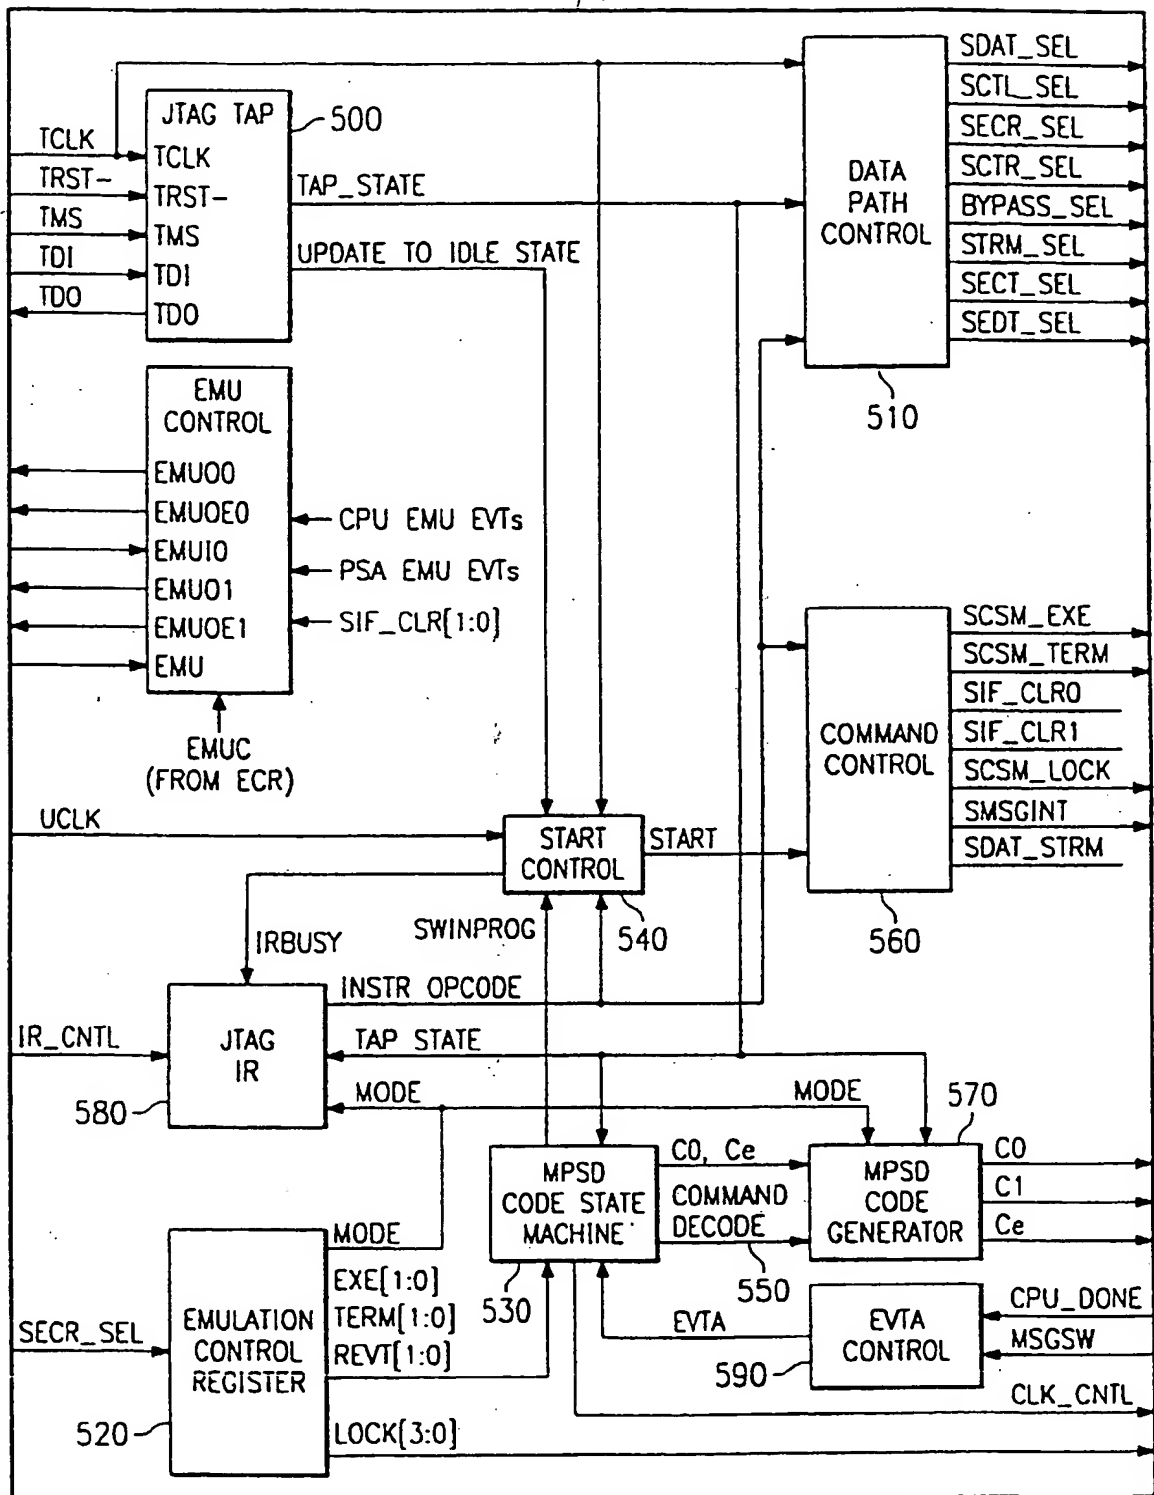 SDAT_SEL
SCTL_SEL
SECR_SEL
SCTR_SEL
BYPASS_SEL
STRM_SEL
SECT_SEL
SEDT_SEL
DATA
PATH
CONTROL
510
JTAG TAP
500
TCLK
TRST-
TMS
TDI
TDO
TCLK
TRST-
TMS
TDI
TDO
TAP_STATE
UPDATE TO IDLE STATE
EMU
CONTROL
EMUO0
EMUOE0
EMUI0
EMUO1
EMUOE1
EMU
CPU EMU EVTs
PSA EMU EVTs
SIF_CLR[1:0]
EMUC
(FROM ECR)
SCSM_EXE
SCSM_TERM
SIF_CLR0
SIF_CLR1
SCSM_LOCK
SMSGINT
SDAT_STRM
COMMAND
CONTROL
560
UCLK
START
CONTROL
START
540
IRBUSY
SWINPROG
INSTR OPCODE
IR_CNTL
JTAG
IR
580
TAP STATE
MODE
MODE
570
MPSD
CODE STATE
MACHINE
530
C0, Ce
COMMAND
DECODE
550
MPSD
CODE
GENERATOR
C0
C1
Ce
MODE
EXE[1:0]
TERM[1:0]
REVT[1:0]
LOCK[3:0]
SECR_SEL
EMULATION
CONTROL
REGISTER
520
EVTA
EVTA
CONTROL
590
CPU_DONE
MSGSW
CLK_CNTL